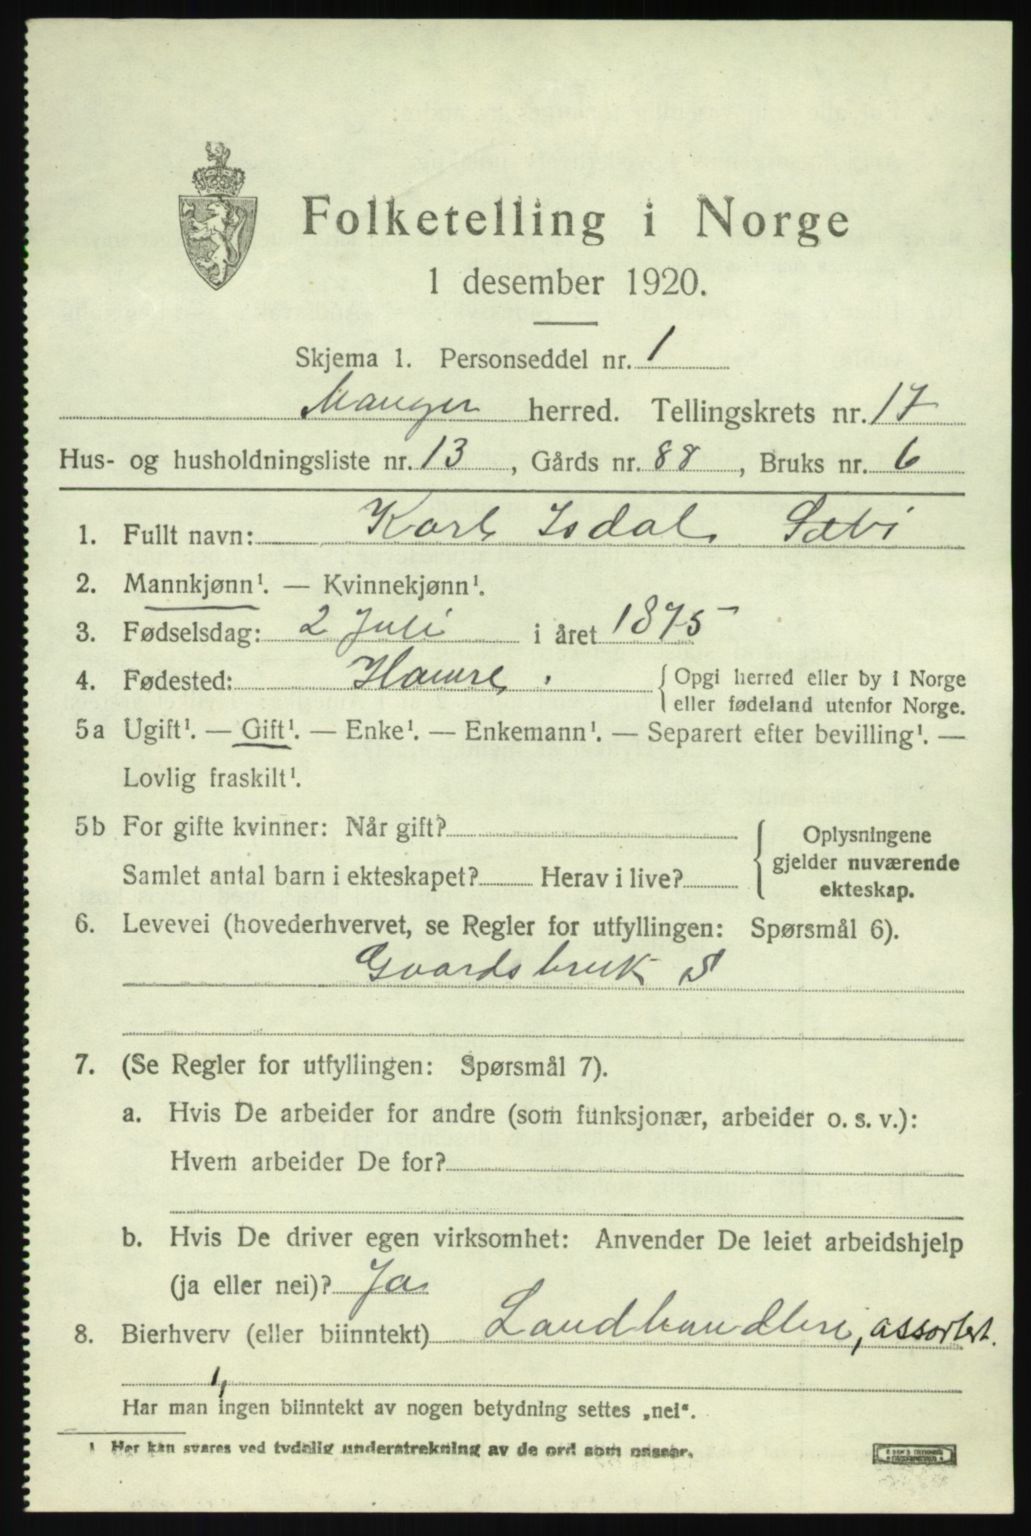 Folketelling i Norge
1 desember 1920.
Skjema 1. Personseddel nr. 1
Manger herred. Tellingskrets nr. 17
Hus- og husholdningsliste nr. 13, Gårds nr. 88, Bruks nr. 6
1. Fullt navn: Karl Isdal Sæbi
2. Mannkjønn¹. — Kvinnekjønn¹.
3. Fødselsdag: 2 Juli i året 1875
4. Fødested: Hamre. { Opgi herred eller by i Norge
eller fødeland utenfor Norge.
5a Ugift¹. — Gift¹. — Enke¹. — Enkemann¹. — Separert efter bevilling¹. —
Lovlig fraskilt¹.
5b For gifte kvinner: Når gift? { Oplysningene
gjelder nuværende
Samlet antal barn i ekteskapet? Herav i live?
ekteskap.
6. Levevei (hovederhvervet, se Regler for utfyllingen: Spørsmål 6).
Gaardsbruk S
7. (Se Regler for utfyllingen: Spørsmål 7).
a. Hvis De arbeider for andre (som funksjonær, arbeider o. s. v.):
Hvem arbeider De for?
b. Hvis De driver egen virksomhet: Anvender De leiet arbeidshjelp
(ja eller nei)? Ja
8. Bierhverv (eller biinntekt) Landhandleri, assortert.
Har man ingen biinntekt av nogen betydning settes „nei“.
1 Her kan svares ved tydelig understrekning av de ord som passer.